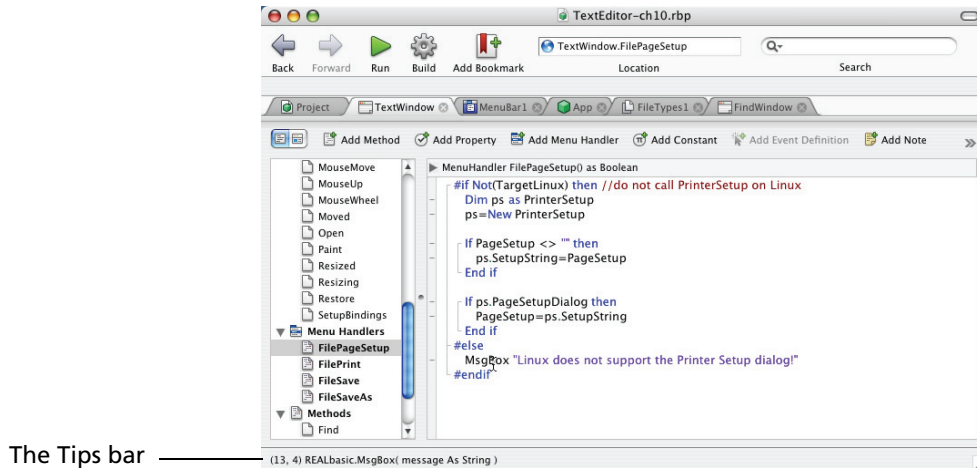 TextEditor-ch10.rbp
TextWindow.FilePageSetup
Back Forward Run Build Add Bookmark Location Search
Project TextWindow MenuBar1 App FileTypes1 FindWindow
Add Method Add Property Add Menu Handler Add Constant Add Event Definition Add Note
MouseMove
MouseUp
MouseWheel
Moved
Open
Paint
Resized
Resizing
Restore
SetupBindings
Menu Handlers
FilePageSetup
FilePrint
FileSave
FileSaveAs
Methods
Find
MenuHandler FilePageSetup() as Boolean
#if Not(TargetLinux) then //do not call PrinterSetup on Linux
Dim ps as PrinterSetup
ps=New PrinterSetup
If PageSetup <> "" then
ps.SetupString=PageSetup
End if
If ps.PageSetupDialog then
PageSetup=ps.SetupString
End if
#else
MsgBox "Linux does not support the Printer Setup dialog!"
#endif
The Tips bar
(13, 4) REALbasic.MsgBox( message As String )